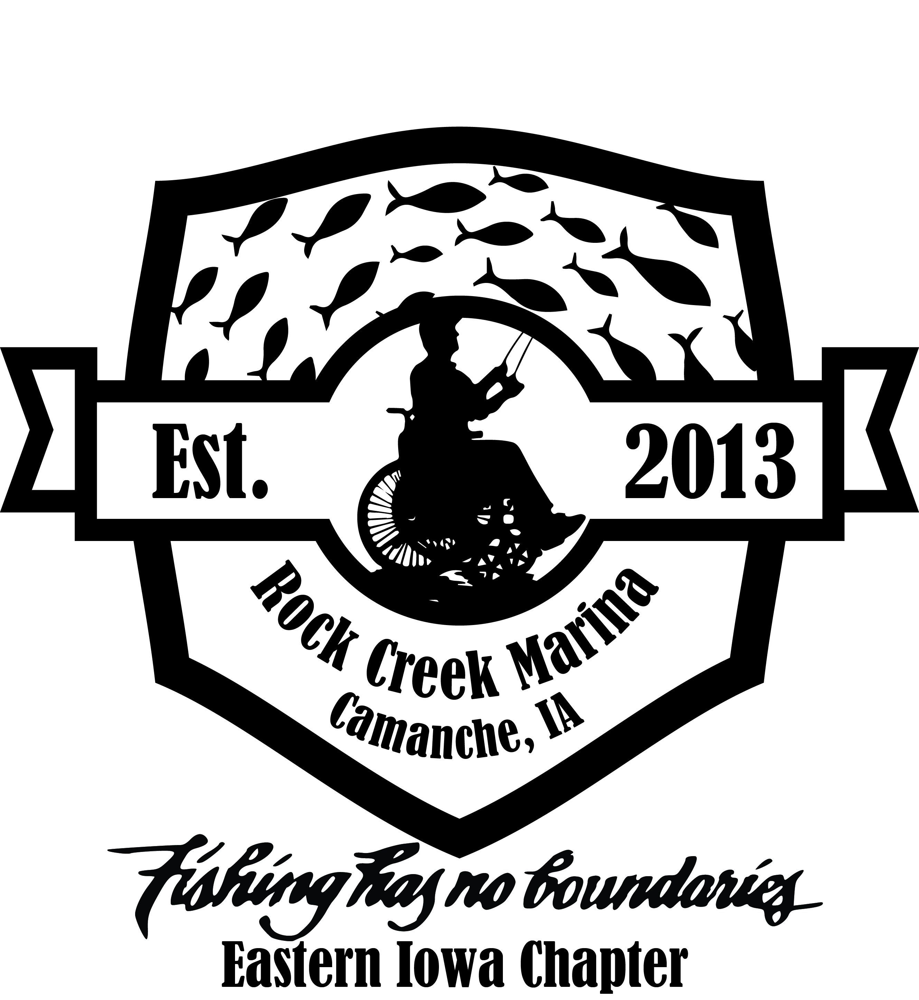 Est. 2013
Rock Creek Marina
Camanche, IA
Fishing Has No Boundaries
Eastern Iowa Chapter